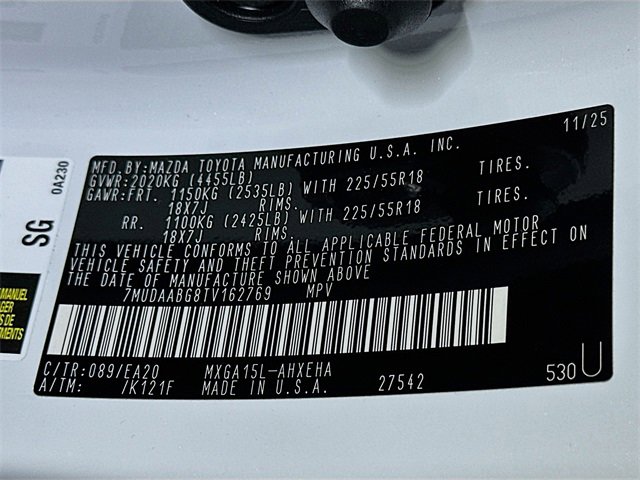 11/25
MFD.BY:MAZDA TOYOTA MANUFACTURING U.S.A. INC.
GVWR:2020KG (4455LB)
GAWR:FRT. 1150KG (2535LB) WITH 225/55R18 TIRES.
18X7J RIMS.
RR. 1100KG (2425LB) WITH 225/55R18 TIRES.
18X7J RIMS.
THIS VEHICLE CONFORMS TO ALL APPLICABLE FEDERAL MOTOR
VEHICLE SAFETY AND THEFT PREVENTION STANDARDS IN EFFECT ON
THE DATE OF MANUFACTURE SHOWN ABOVE
7MUDAABG8TV162769 MPV
C/TR:089/EA20 MXGA15L-AHXEHA
A/TM: /K121F MADE IN U.S.A. 27542 530 U
SG
0A230
MANUEL